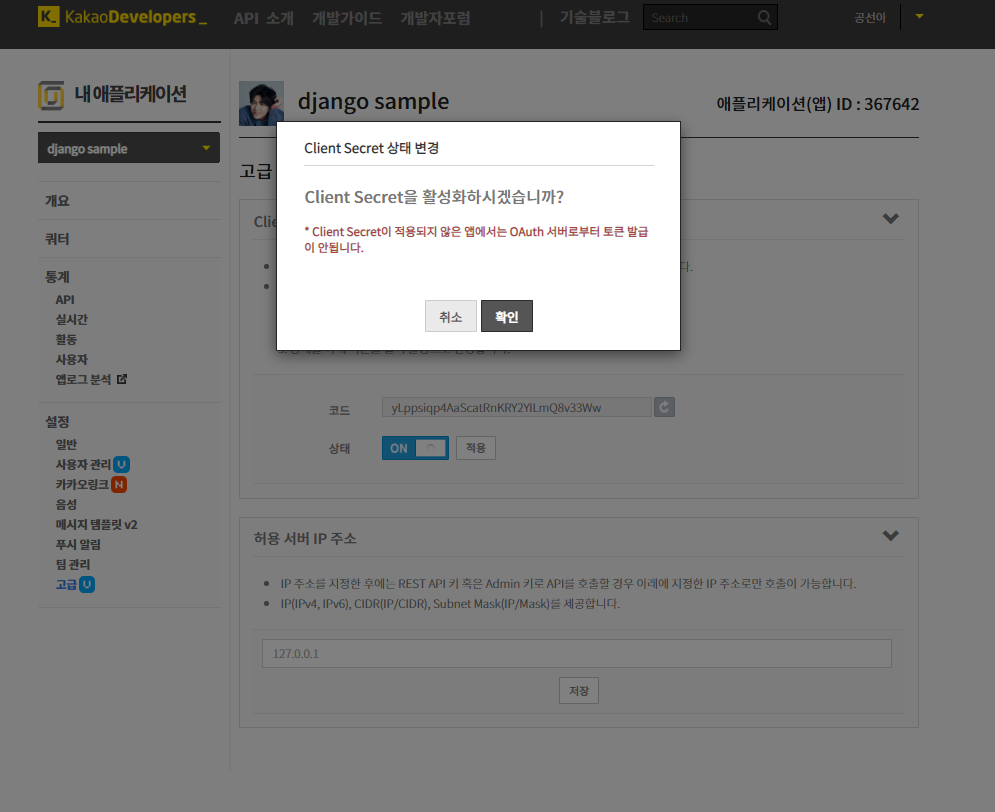 KakaoDevelopers_
API 소개 개발가이드 개발자포럼 | 기술블로그 Search 공선이
내 애플리케이션
django sample
애플리케이션(앱) ID : 367642
django sample
고급
Client Secret 상태 변경
Client Secret을 활성화하시겠습니까?
* Client Secret이 적용되지 않은 앱에서는 OAuth 서버로부터 토큰 발급
이 안됩니다.
취소 확인
Clie
다.
개요
쿼터
통계
API
실시간
활동
사용자
앱로그 분석
설정
일반
사용자 관리 U
카카오링크 N
음성
메시지 템플릿 v2
푸시 알림
팀 관리
고급 U
코드 yLppsiqp4AaScatRnKRY2YILmQ8v33Ww
상태 ON 적용
허용 서버 IP 주소
IP 주소를 지정한 후에는 REST API 키 혹은 Admin 키로 API를 호출할 경우 아래에 지정한 IP 주소로만 호출이 가능합니다.
IP(IPv4, IPv6), CIDR(IP/CIDR), Subnet Mask(IP/Mask)를 제공합니다.
127.0.0.1
저장